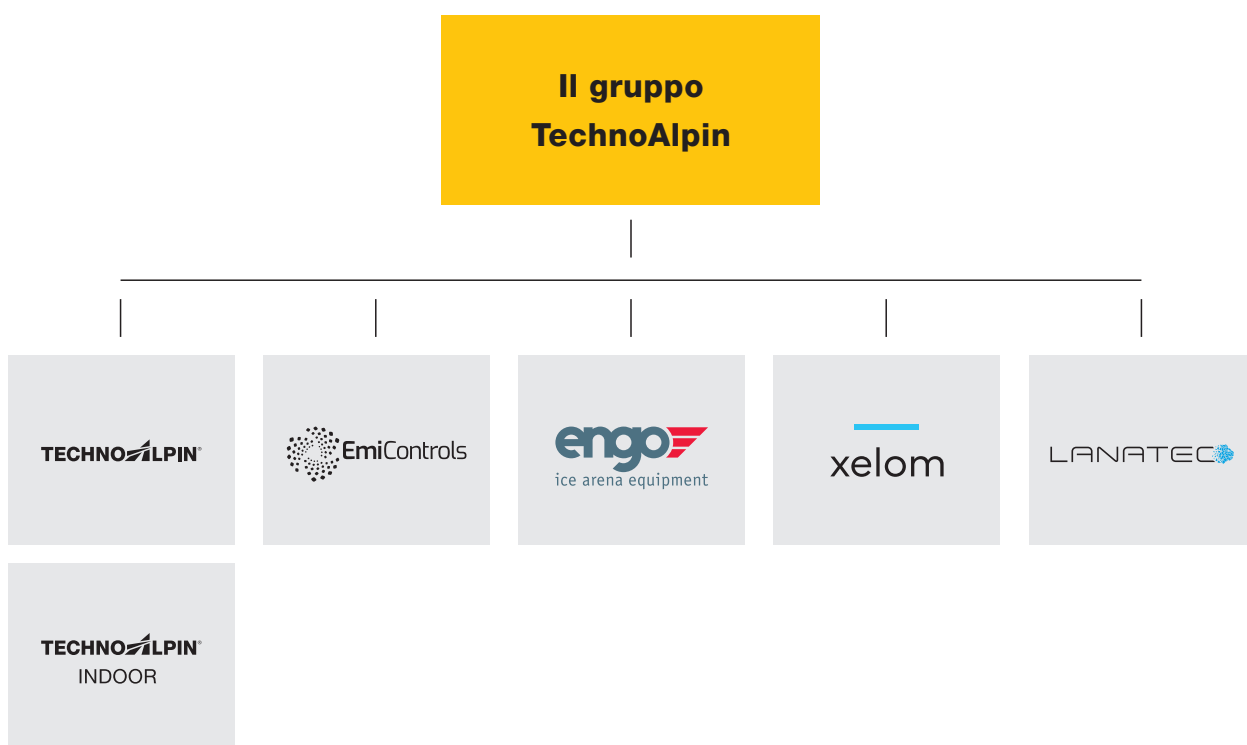 Il gruppo
TechnoAlpin
TECHNOALPIN®
EmiControls
engo
ice arena equipment
xelom
LANATEC
TECHNOALPIN®
INDOOR